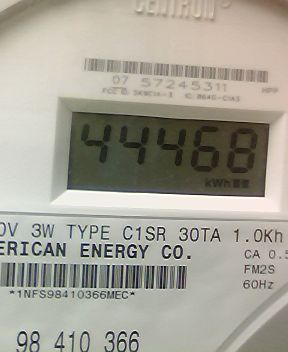 CENTRON®
07 57245311
HPP
44468
kWh
0V 3W TYPE C1SR 30TA 1.0Kh
ERICAN ENERGY CO.
CA 0.5
FM2S
60Hz
*1NFS98410366MEC*
98 410 366